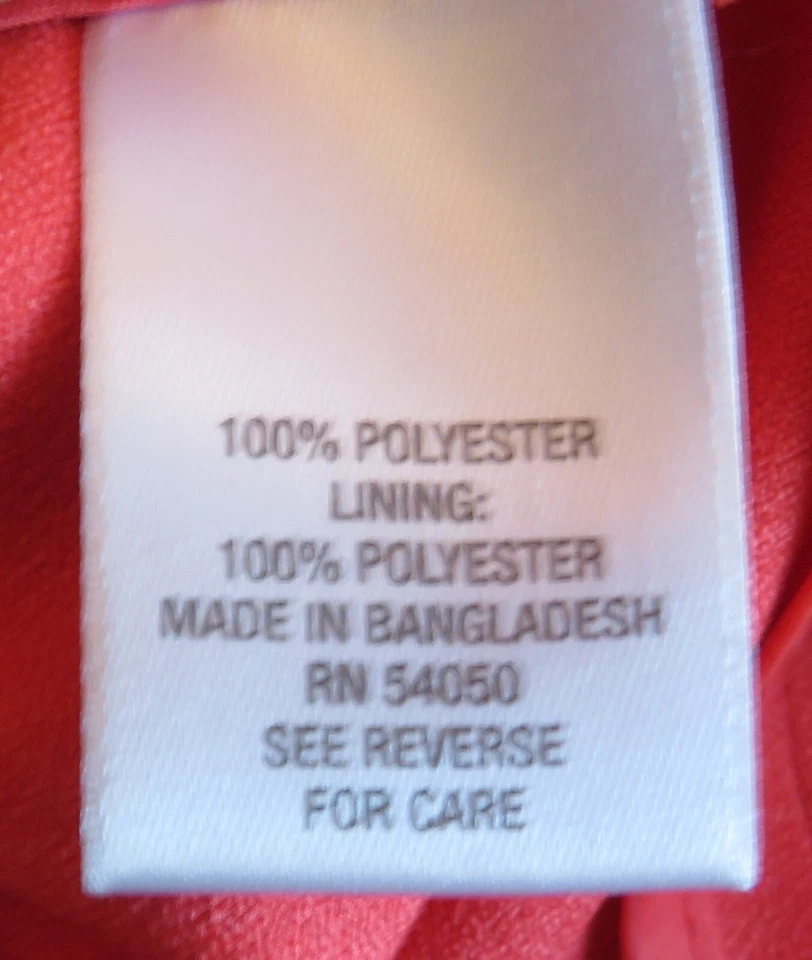 100% POLYESTER
LINING:
100% POLYESTER
MADE IN BANGLADESH
RN 54050
SEE REVERSE
FOR CARE